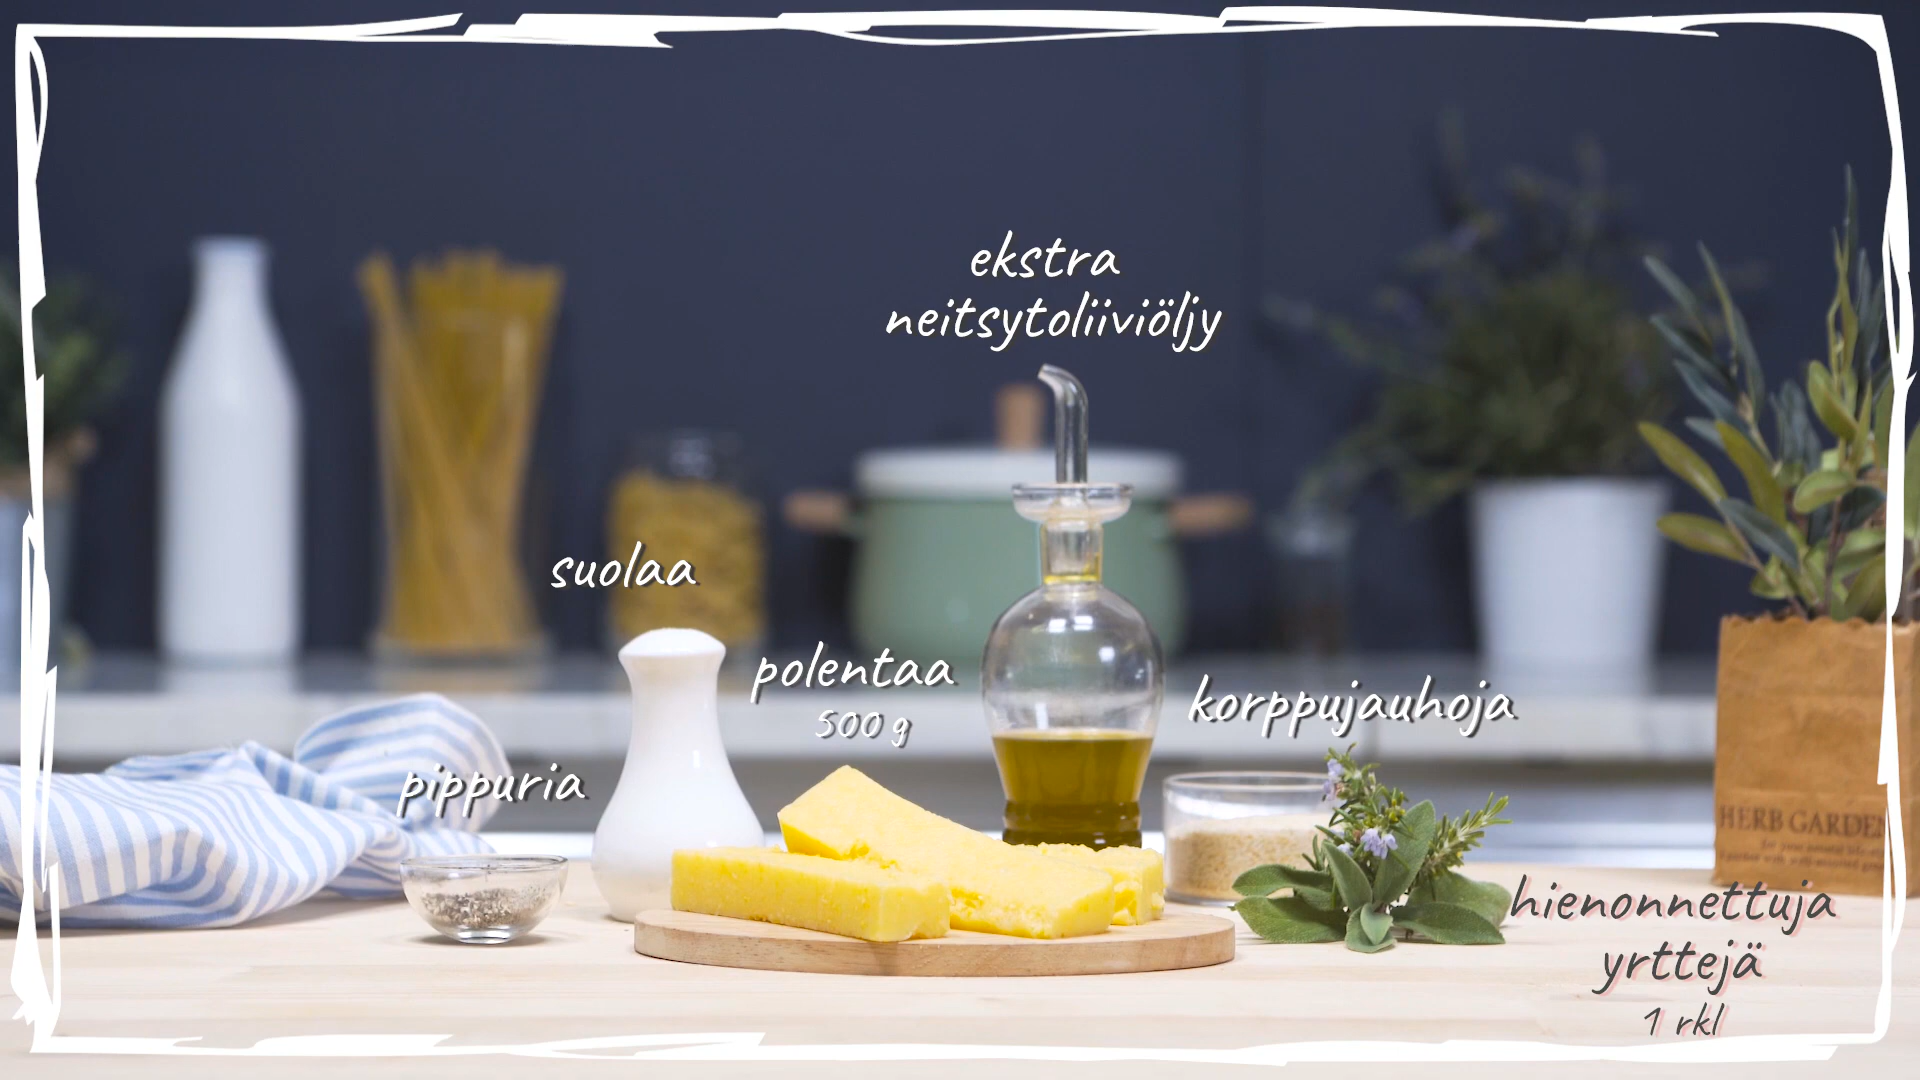 ekstra
neitsytoliiviöljy
suolaa
polentaa
500 g
korppujauhoja
pippuria
HERB GARDEN
hienonnettuja
yrttejä
1 rkl